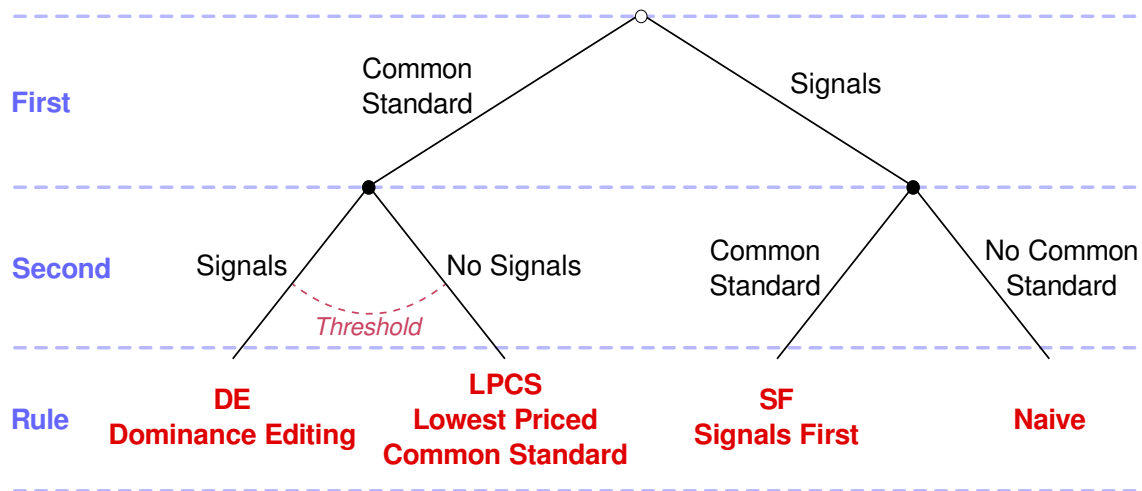 Common
Standard
Signals
First
Signals
No Signals
Common
Standard
No Common
Standard
Second
Threshold
DE
Dominance Editing
LPCS
Lowest Priced
Common Standard
SF
Signals First
Naive
Rule